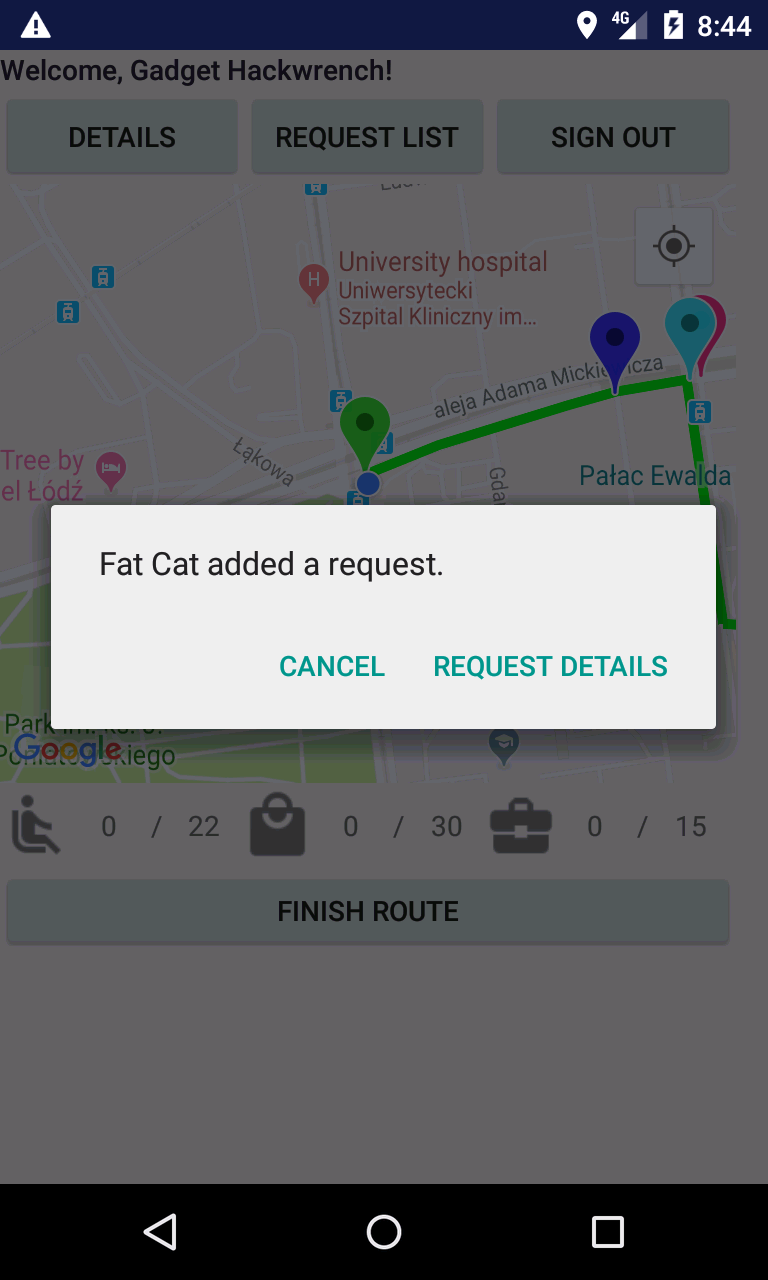 4G 8:44
Welcome, Gadget Hackwrench!
DETAILS REQUEST LIST SIGN OUT
University hospital
Uniwersytecki
Szpital Kliniczny im...
H
aleja Adama Mickiewicza
Łąkowa
Tree by
el Łódź
Pałac Ewalda
Fat Cat added a request.
CANCEL REQUEST DETAILS
Park im. ks. J.
Google
0 / 22 0 / 30 0 / 15
FINISH ROUTE